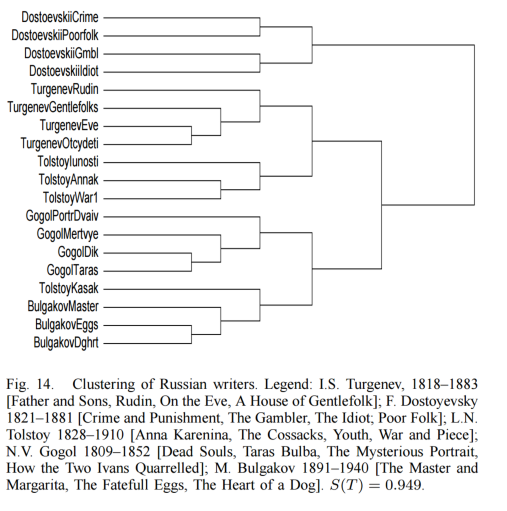 DostoevskiiCrime
DostoevskiiPoorfolk
DostoevskiiGmbl
DostoevskiiIdiot
TurgenevRudin
TurgenevGentlefolks
TurgenevEve
TurgenevOtcydeti
TolstoyIunosti
TolstoyAnnak
TolstoyWar1
GogolPortrDvaiv
GogolMertvye
GogolDik
GogolTaras
TolstoyKasak
BulgakovMaster
BulgakovEggs
BulgakovDghrt
Fig. 14. Clustering of Russian writers. Legend: I.S. Turgenev, 1818–1883
[Father and Sons, Rudin, On the Eve, A House of Gentlefolk]; F. Dostoyevsky
1821–1881 [Crime and Punishment, The Gambler, The Idiot; Poor Folk]; L.N.
Tolstoy 1828–1910 [Anna Karenina, The Cossacks, Youth, War and Piece];
N.V. Gogol 1809–1852 [Dead Souls, Taras Bulba, The Mysterious Portrait,
How the Two Ivans Quarrelled]; M. Bulgakov 1891–1940 [The Master and
Margarita, The Fatefull Eggs, The Heart of a Dog]. S(T) = 0.949.